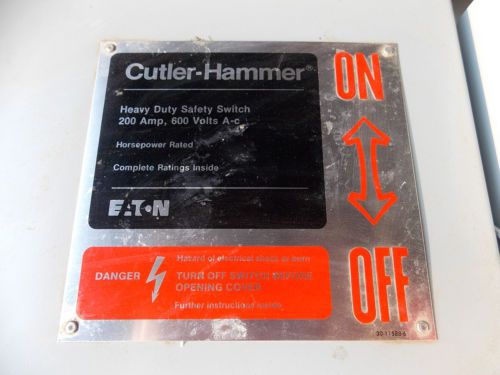 Cutler-Hammer®
Heavy Duty Safety Switch
200 Amp, 600 Volts A-c
Horsepower Rated
Complete Ratings Inside
EATON
ON
OFF
DANGER
Hazard of electrical shock or burn
TURN OFF SWITCH BEFORE
OPENING COVER
Further instructions inside